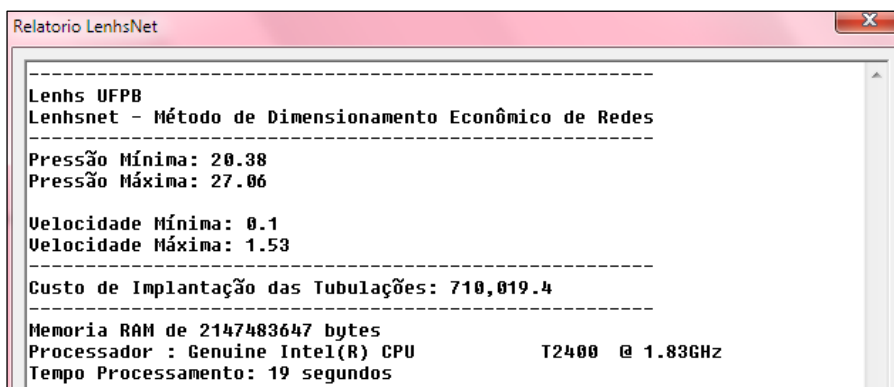 Relatorio LenhsNet
Lenhs UFPB
Lenhsnet - Método de Dimensionamento Econômico de Redes
Pressão Mínima: 20.38
Pressão Máxima: 27.06
Velocidade Mínima: 0.1
Velocidade Máxima: 1.53
Custo de Implantação das Tubulações: 710,019.4
Memoria RAM de 2147483647 bytes
Processador : Genuine Intel(R) CPU T2400 @ 1.83GHz
Tempo Processamento: 19 segundos